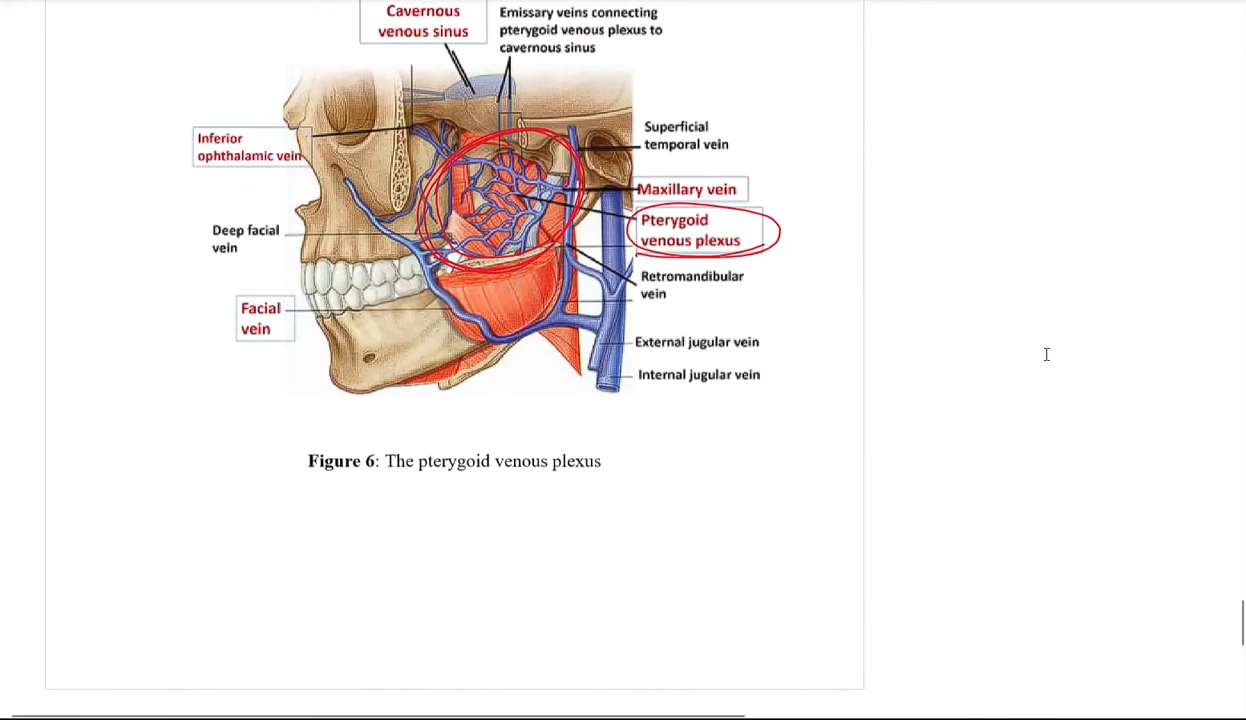 Cavernous
venous sinus
Emissary veins connecting
pterygoid venous plexus to
cavernous sinus
Inferior
ophthalamic vein
Superficial
temporal vein
Maxillary vein
Pterygoid
venous plexus
Deep facial
vein
Retromandibular
vein
Facial
vein
External jugular vein
Internal jugular vein
Figure 6: The pterygoid venous plexus